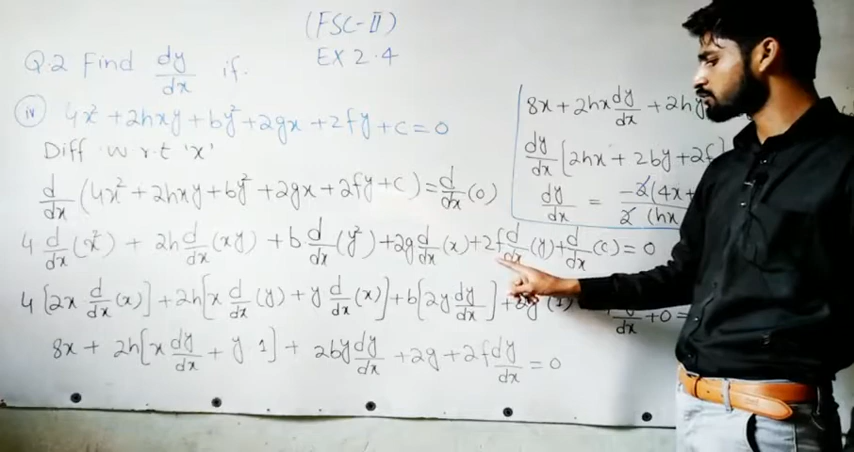 (FSC-II)
EX 2.4
Q.2 Find dy/dx if.
iv 4x² + 2hxy + by² + 2gx + 2fy + c = 0
Diff w r.t 'x'
d/dx (4x² + 2hxy + by² + 2gx + 2fy + c) = d/dx (0)
4 d/dx (x²) + 2h d/dx (xy) + b d/dx (y²) + 2g d/dx (x) + 2f d/dx (y) + d/dx (c) = 0
4 [2x d/dx (x)] + 2h [x d/dx (y) + y d/dx (x)] + b [2y dy/dx] + 2g (1) + 0 =
8x + 2h [x dy/dx + y 1] + 2by dy/dx + 2g + 2f dy/dx = 0
8x + 2hx dy/dx + 2hy
dy/dx [2hx + 2by + 2f]
dy/dx = -2(4x + / 2 (hx